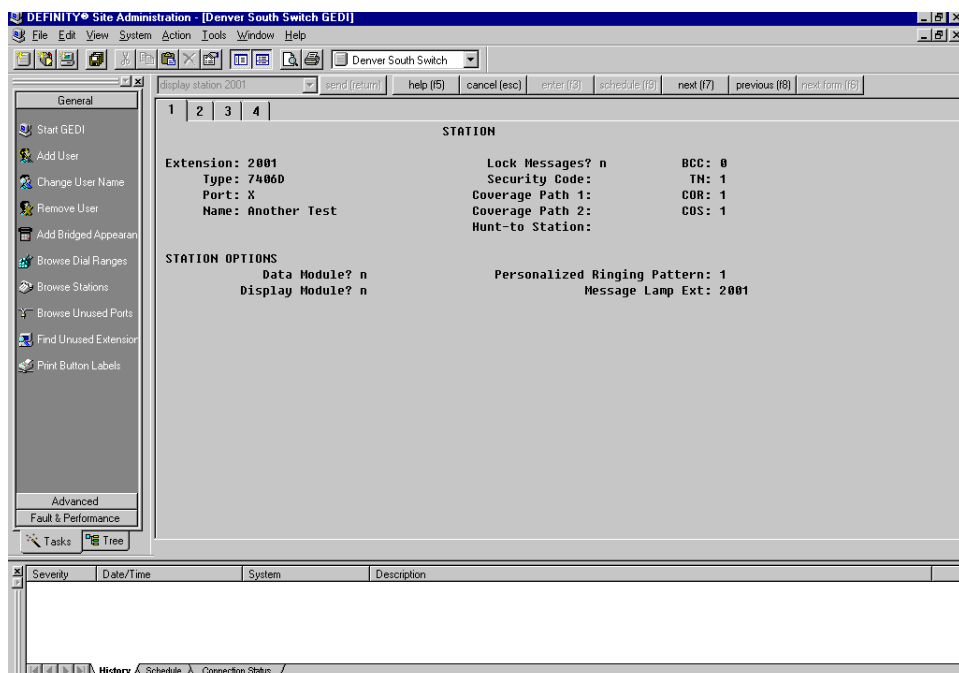 DEFINITY® Site Administration - [Denver South Switch GEDI]
File Edit View System Action Tools Window Help
Denver South Switch
display station 2001 send (return) help (f5) cancel (esc) enter (f3) schedule (f9) next (f7) previous (f8) next form (f6)
General
Start GEDI
Add User
Change User Name
Remove User
Add Bridged Appearan
Browse Dial Ranges
Browse Stations
Browse Unused Ports
Find Unused Extension
Print Button Labels
Advanced
Fault & Performance
Tasks Tree
1 2 3 4
STATION
Extension: 2001 Lock Messages? n BCC: 0
Type: 7406D Security Code: TN: 1
Port: X Coverage Path 1: COR: 1
Name: Another Test Coverage Path 2: COS: 1
Hunt-to Station:
STATION OPTIONS
Data Module? n Personalized Ringing Pattern: 1
Display Module? n Message Lamp Ext: 2001
Severity Date/Time System Description
History Schedule Connection Status